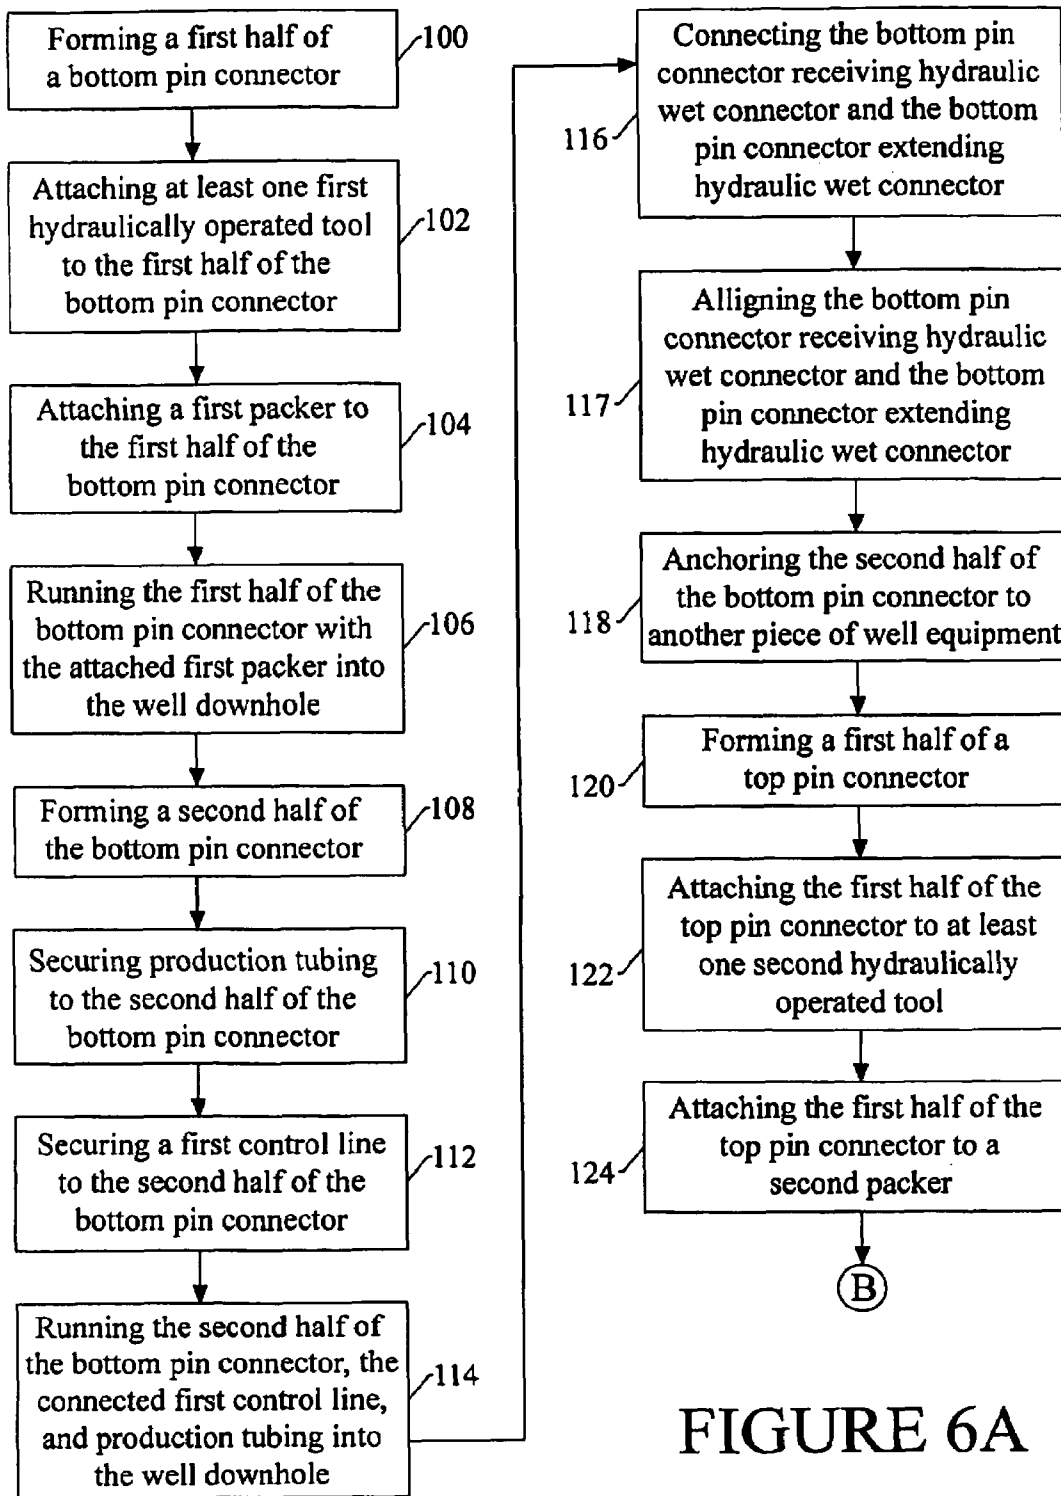 Forming a first half of
a bottom pin connector
100
Attaching at least one first
hydraulically operated tool
to the first half of the
bottom pin connector
102
Attaching a first packer to
the first half of the
bottom pin connector
104
Running the first half of the
bottom pin connector with
the attached first packer into
the well downhole
106
Forming a second half of
the bottom pin connector
108
Securing production tubing
to the second half of the
bottom pin connector
110
Securing a first control line
to the second half of the
bottom pin connector
112
Running the second half of
the bottom pin connector, the
connected first control line,
and production tubing into
the well downhole
114
Connecting the bottom pin
connector receiving hydraulic
wet connector and the bottom
pin connector extending
hydraulic wet connector
116
Alligning the bottom pin
connector receiving hydraulic
wet connector and the bottom
pin connector extending
hydraulic wet connector
117
Anchoring the second half of
the bottom pin connector to
another piece of well equipment
118
Forming a first half of a
top pin connector
120
Attaching the first half of the
top pin connector to at least
one second hydraulically
operated tool
122
Attaching the first half of the
top pin connector to a
second packer
124
B
FIGURE 6A